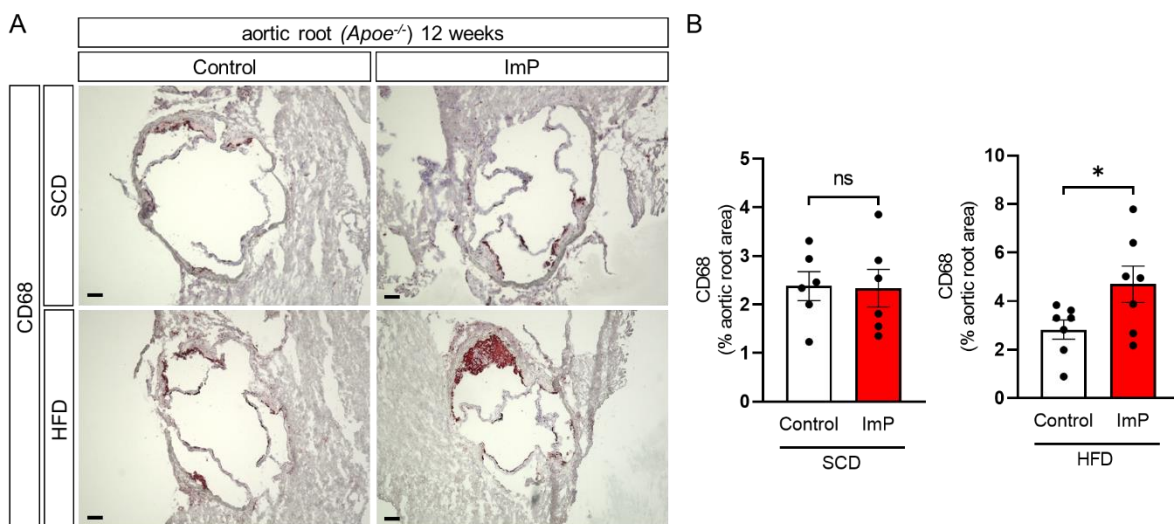 A
aortic root (Apoe-/-) 12 weeks
Control
ImP
CD68
SCD
HFD
B
5
4
3
2
1
0
CD68
(% aortic root area)
ns
Control
ImP
SCD
10
8
6
4
2
0
CD68
(% aortic root area)
*
Control
ImP
HFD